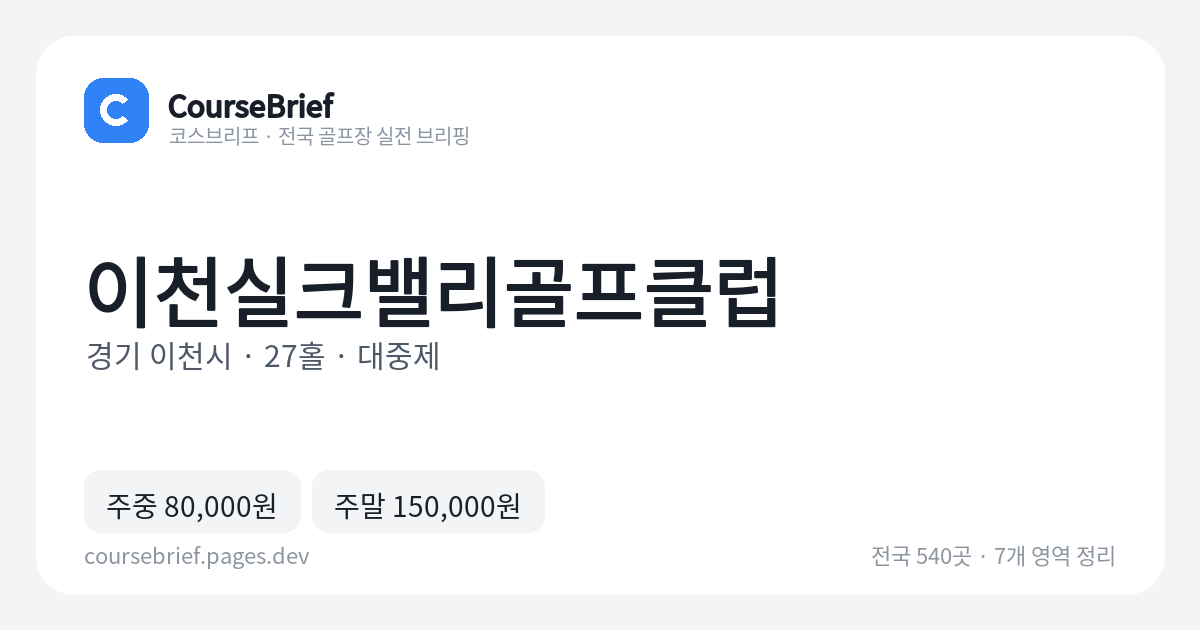 C
CourseBrief
코스브리프 · 전국 골프장 실전 브리핑
이천실크밸리골프클럽
경기 이천시 · 27홀 · 대중제
주중 80,000원 주말 150,000원
coursebrief.pages.dev 전국 540곳 · 7개 영역 정리